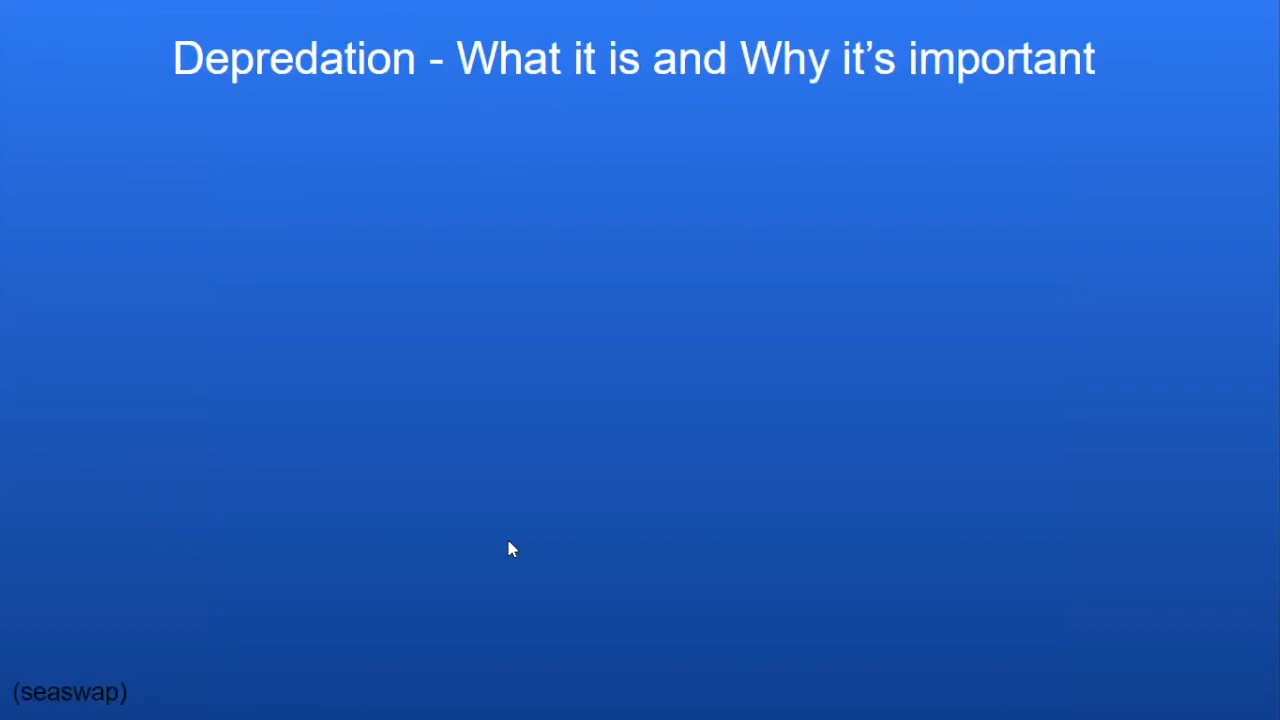 Depredation - What it is and Why it’s important
(seaswap)